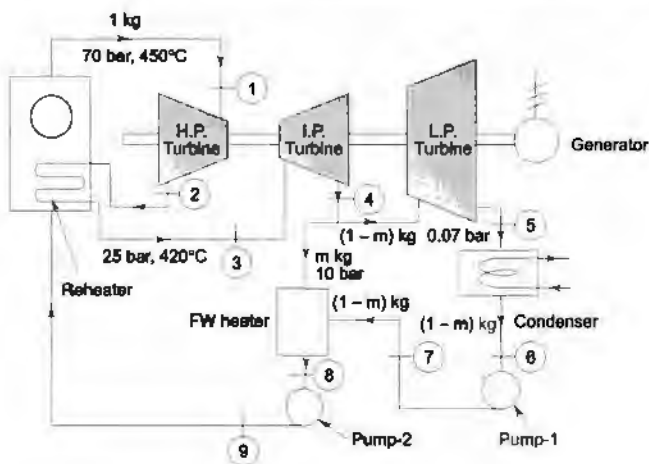 1 kg
70 bar, 450°C
1
H.P.
Turbine
I.P.
Turbine
L.P.
Turbine
Generator
2
4
5
(1 – m) kg 0.07 bar
25 bar, 420°C
3
m kg
10 bar
Reheater
(1 – m) kg
FW heater
(1 – m) kg
Condenser
7
6
8
9
Pump-2
Pump-1